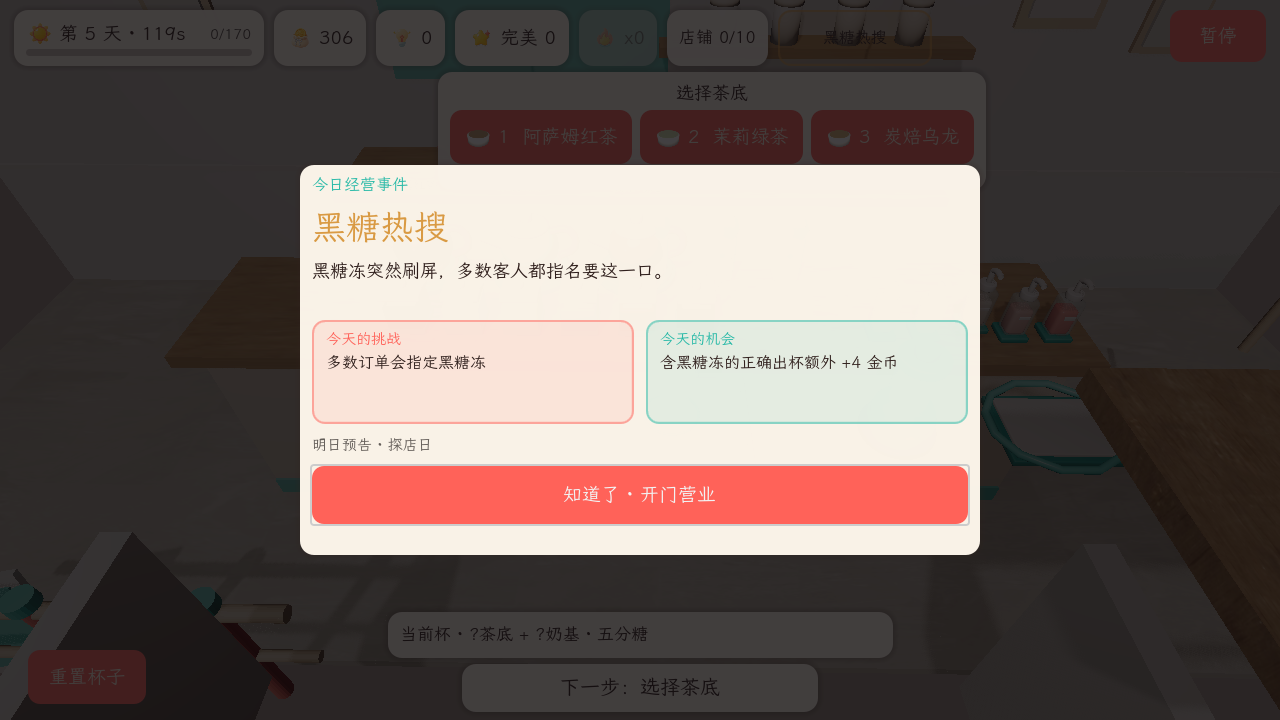 第 5 天·119s
0/170
306
0
完美 0
x0
店铺 0/10
黑糖热搜
暂停
选择茶底
1 阿萨姆红茶
2 茉莉绿茶
3 炭焙乌龙
今日经营事件
黑糖热搜
黑糖冻突然刷屏，多数客人都指名要这一口。
今天的挑战
多数订单会指定黑糖冻
今天的机会
含黑糖冻的正确出杯额外 +4 金币
明日预告·探店日
知道了·开门营业
当前杯·?茶底 + ?奶基·五分糖
重置杯子
下一步：选择茶底